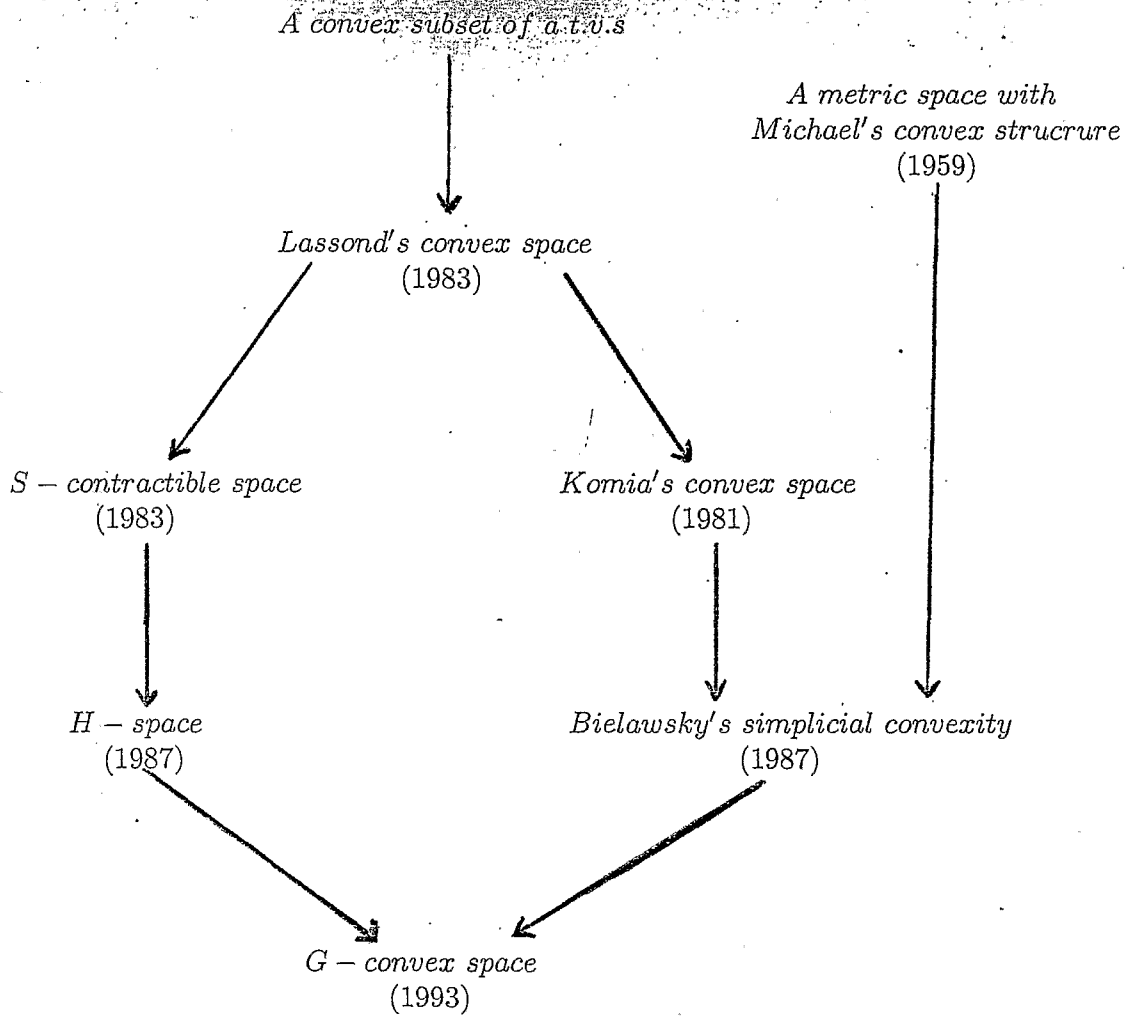 A convex subset of a t.v.s
A metric space with
Michael's convex strucrure
(1959)
Lassond's convex space
(1983)
S – contractible space
(1983)
Komia's convex space
(1981)
H – space
(1987)
Bielawsky's simplicial convexity
(1987)
G – convex space
(1993)